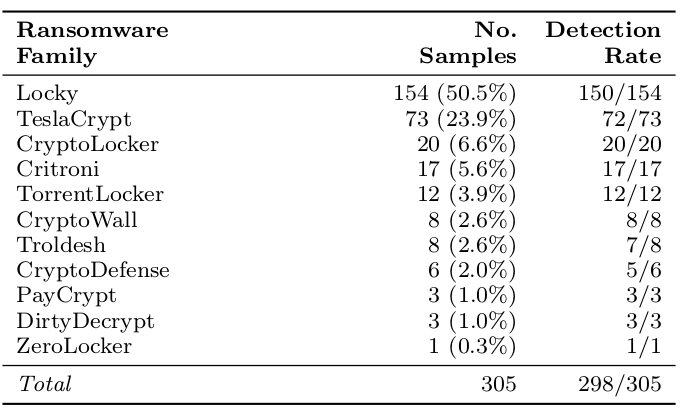 Ransomware No. Detection
Family Samples Rate
Locky 154 (50.5%) 150/154
TeslaCrypt 73 (23.9%) 72/73
CryptoLocker 20 (6.6%) 20/20
Critroni 17 (5.6%) 17/17
TorrentLocker 12 (3.9%) 12/12
CryptoWall 8 (2.6%) 8/8
Troldesh 8 (2.6%) 7/8
CryptoDefense 6 (2.0%) 5/6
PayCrypt 3 (1.0%) 3/3
DirtyDecrypt 3 (1.0%) 3/3
ZeroLocker 1 (0.3%) 1/1
Total 305 298/305